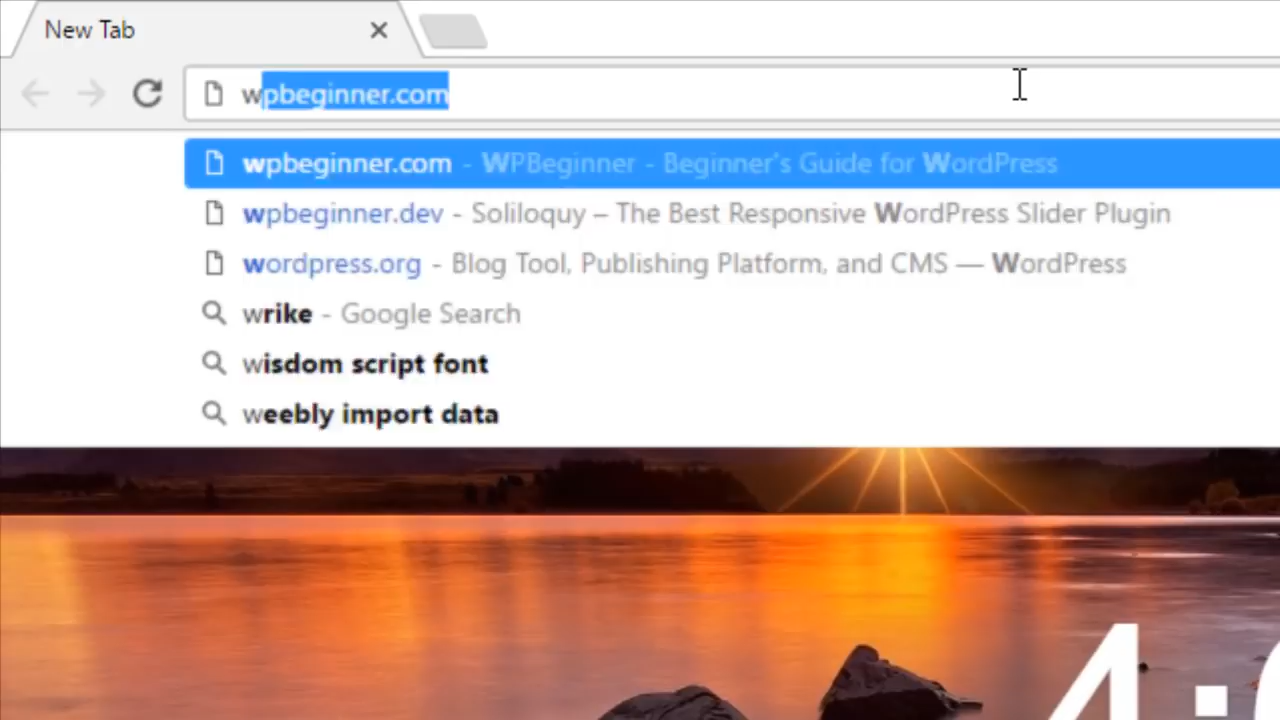 New Tab
wpbeginner.com
wpbeginner.com - WPBeginner - Beginner's Guide for WordPress
wpbeginner.dev - Soliloquy – The Best Responsive WordPress Slider Plugin
wordpress.org - Blog Tool, Publishing Platform, and CMS — WordPress
wrike - Google Search
wisdom script font
weebly import data
4: